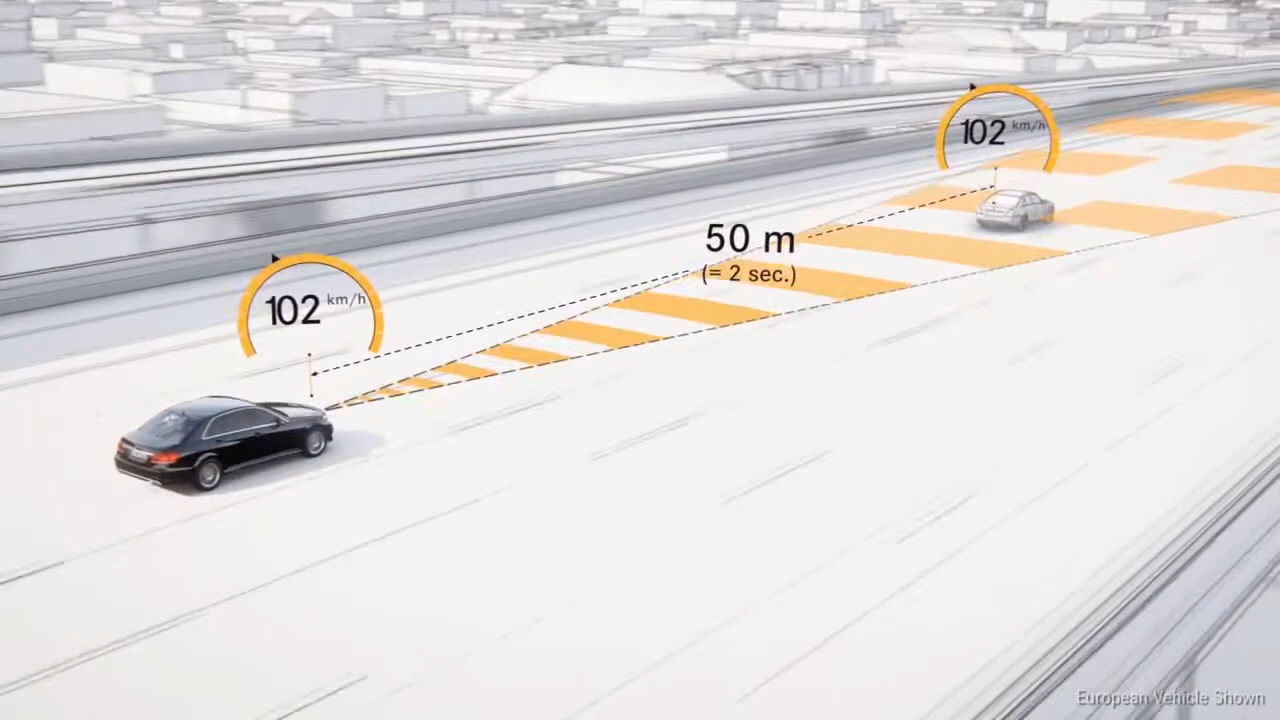 102 km/h
50 m
(= 2 sec.)
102 km/h
European Vehicle Shown